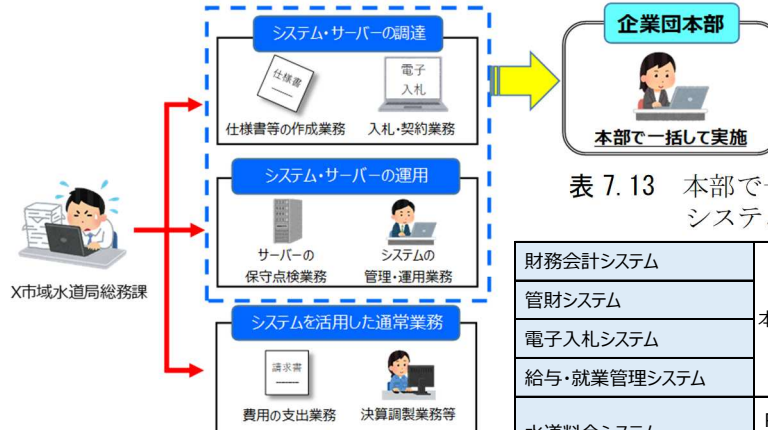 システム・サーバーの調達
仕様書
電子
入札
仕様書等の作成業務
入札・契約業務
企業団本部
本部で一括して実施
システム・サーバーの運用
サーバーの
保守点検業務
システムの
管理・運用業務
X市域水道局総務課
システムを活用した通常業務
請求書
費用の支出業務
決算調製業務等
表 7.13 本部で
システ
財務会計システム
管財システム
電子入札システム
給与・就業管理システム
本